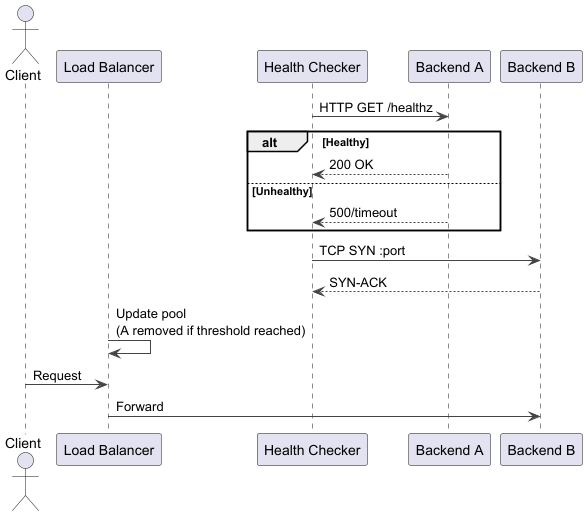 Client
Load Balancer
Health Checker
Backend A
Backend B
HTTP GET /healthz
alt
[Healthy]
200 OK
[Unhealthy]
500/timeout
TCP SYN :port
SYN-ACK
Update pool
(A removed if threshold reached)
Request
Forward
Client
Load Balancer
Health Checker
Backend A
Backend B